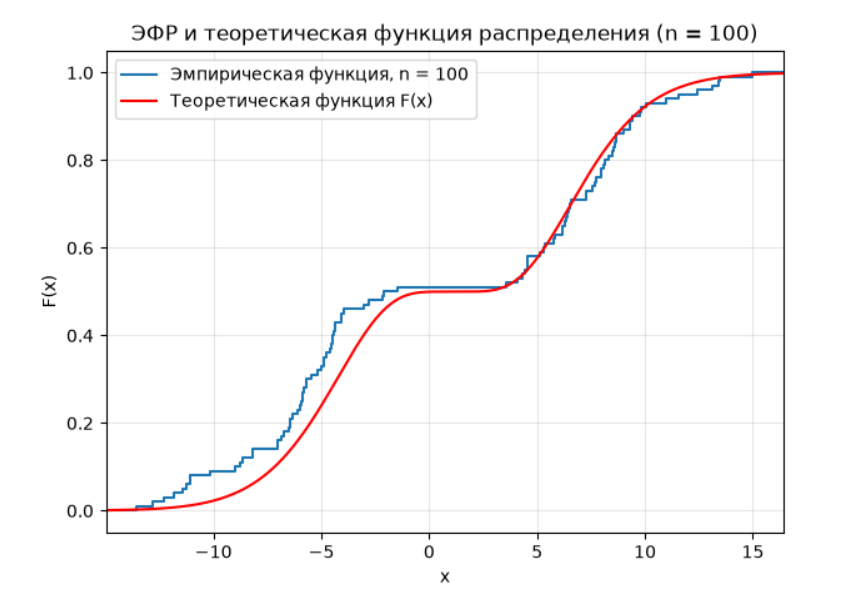 ЭФР и теоретическая функция распределения (n = 100)
Эмпирическая функция, n = 100
Теоретическая функция F(x)
1.0
0.8
0.6
0.4
0.2
0.0
F(x)
−10
−5
0
5
10
15
x